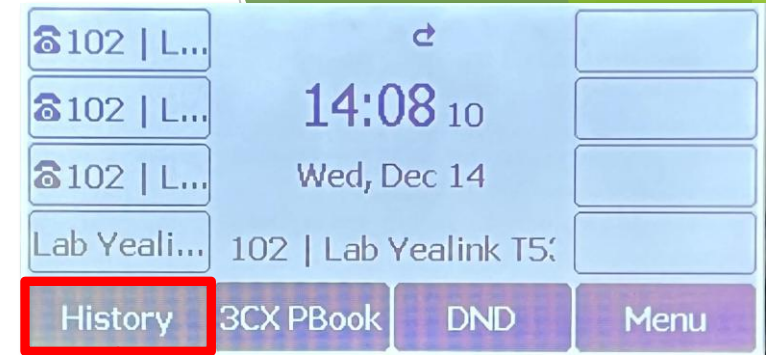 102 | L...
14:08 10
102 | L...
Wed, Dec 14
102 | L...
Lab Yeali...
102 | Lab Yealink T5
History
3CX PBook
DND
Menu